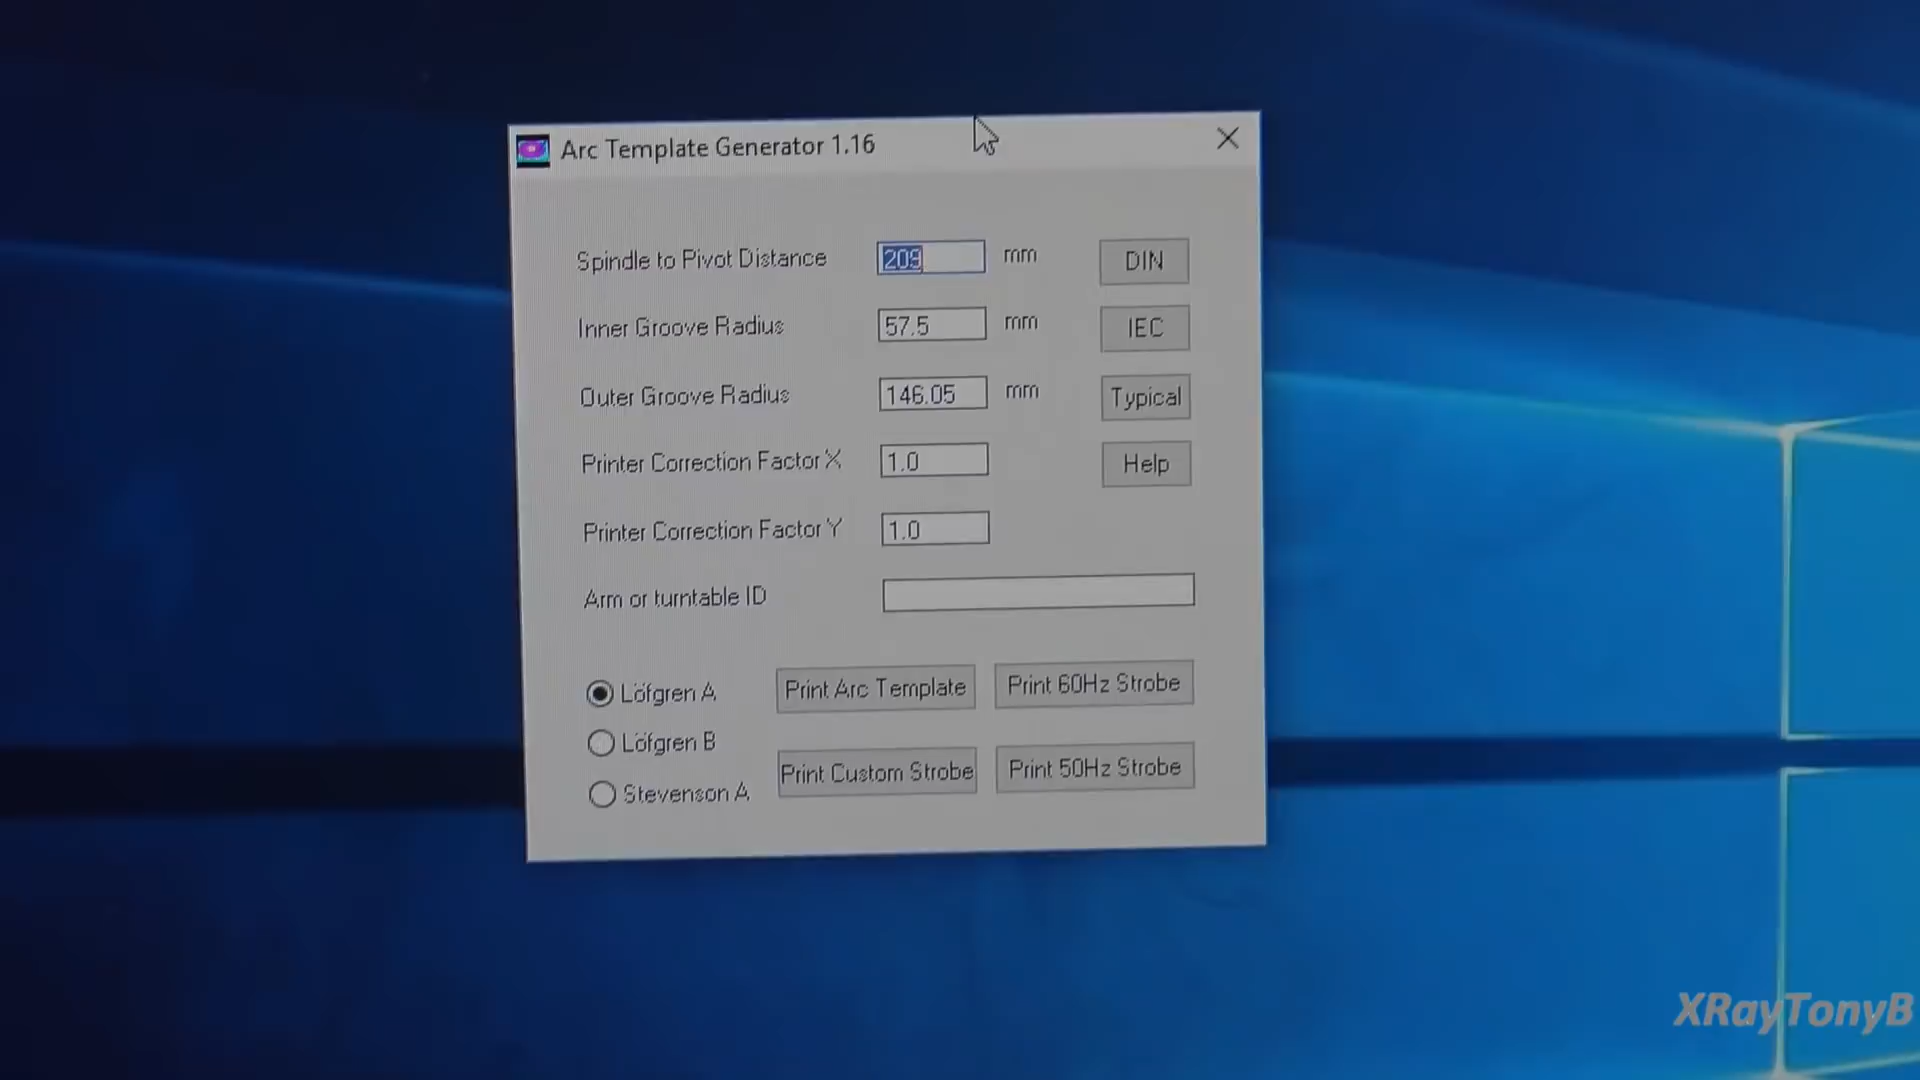 Arc Template Generator 1.16
Spindle to Pivot Distance 209 mm DIN
Inner Groove Radius 57.5 mm IEC
Outer Groove Radius 146.05 mm Typical
Printer Correction Factor X 1.0 Help
Printer Correction Factor Y 1.0
Arm or turntable ID
Löfgren A Print Arc Template Print 60Hz Strobe
Löfgren B
Print Custom Strobe Print 50Hz Strobe
Stevenson A
XRayTonyB